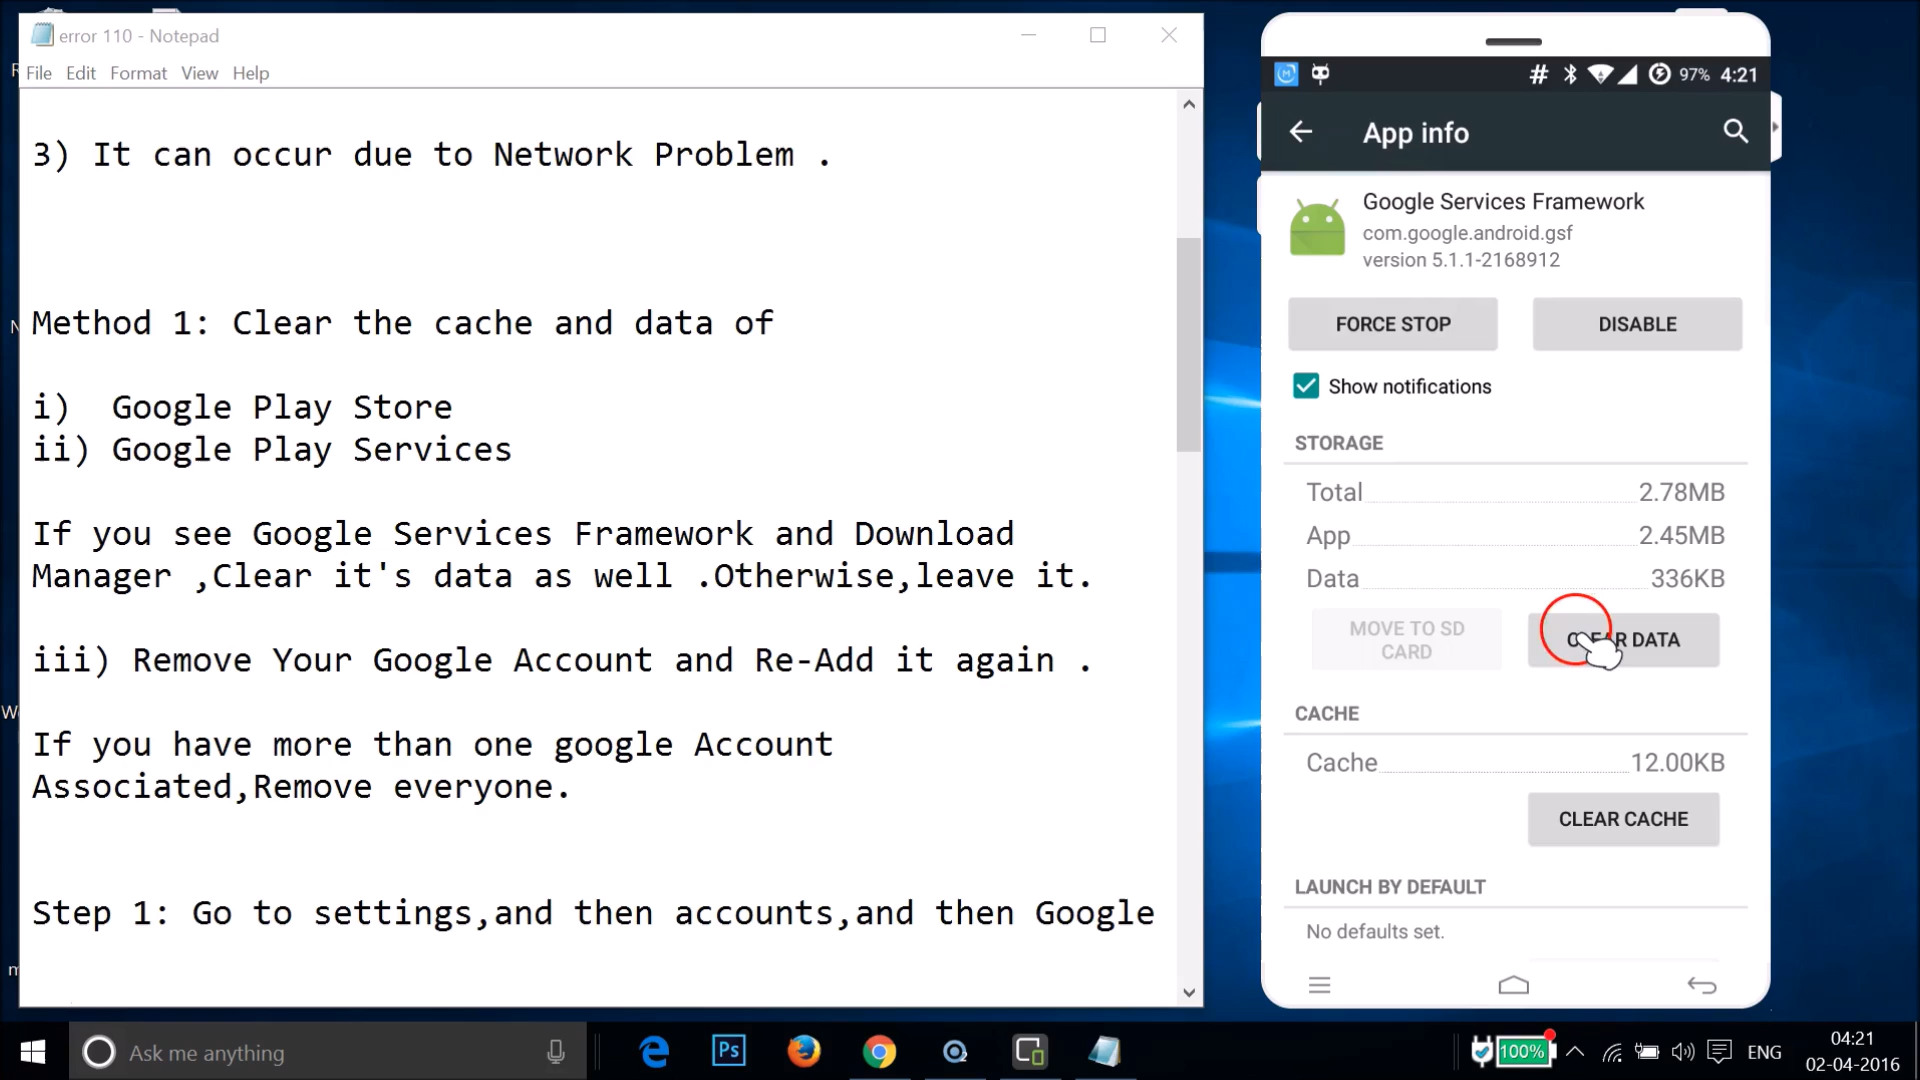 error 110 - Notepad
File Edit Format View Help
3) It can occur due to Network Problem .
Method 1: Clear the cache and data of
i) Google Play Store
ii) Google Play Services
If you see Google Services Framework and Download
Manager ,Clear it's data as well .Otherwise,leave it.
iii) Remove Your Google Account and Re-Add it again .
If you have more than one google Account
Associated,Remove everyone.
Step 1: Go to settings,and then accounts,and then Google
97% 4:21
App info
Google Services Framework
com.google.android.gsf
version 5.1.1-2168912
FORCE STOP
DISABLE
Show notifications
STORAGE
Total 2.78MB
App 2.45MB
Data 336KB
MOVE TO SD
CARD
CLEAR DATA
CACHE
Cache 12.00KB
CLEAR CACHE
LAUNCH BY DEFAULT
No defaults set.
Ask me anything
Ps
100%
ENG
04:21
02-04-2016